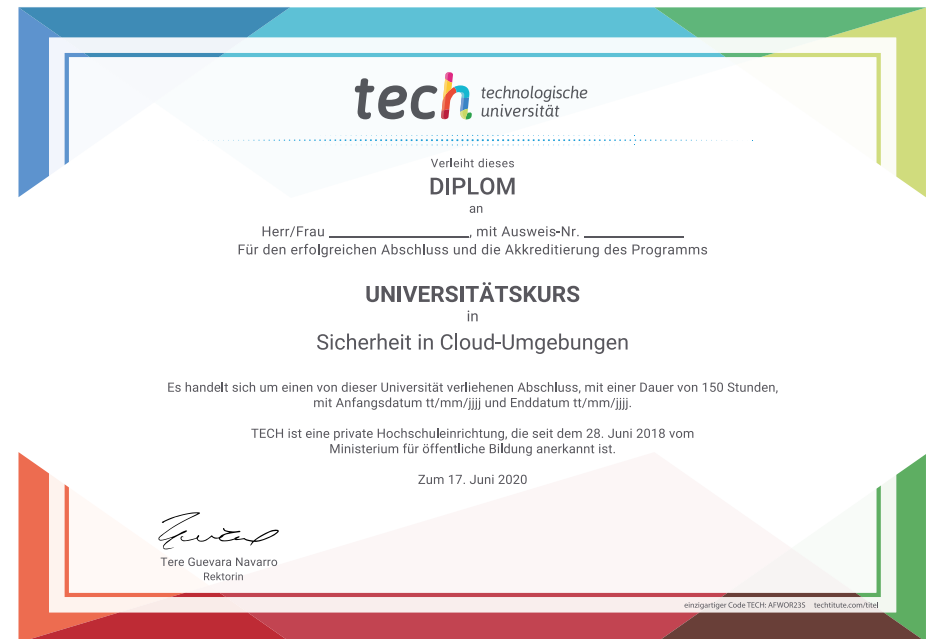 tech technologische
universität
Verleiht dieses
DIPLOM
an
Herr/Frau ____________________, mit Ausweis-Nr. ______________
Für den erfolgreichen Abschluss und die Akkreditierung des Programms
UNIVERSITÄTSKURS
in
Sicherheit in Cloud-Umgebungen
Es handelt sich um einen von dieser Universität verliehenen Abschluss, mit einer Dauer von 150 Stunden,
mit Anfangsdatum tt/mm/jjjj und Enddatum tt/mm/jjjj.
TECH ist eine private Hochschuleinrichtung, die seit dem 28. Juni 2018 vom
Ministerium für öffentliche Bildung anerkannt ist.
Zum 17. Juni 2020
Tere Guevara Navarro
Rektorin
einzigartiger Code TECH: AFWOR23S techtitute.com/titel